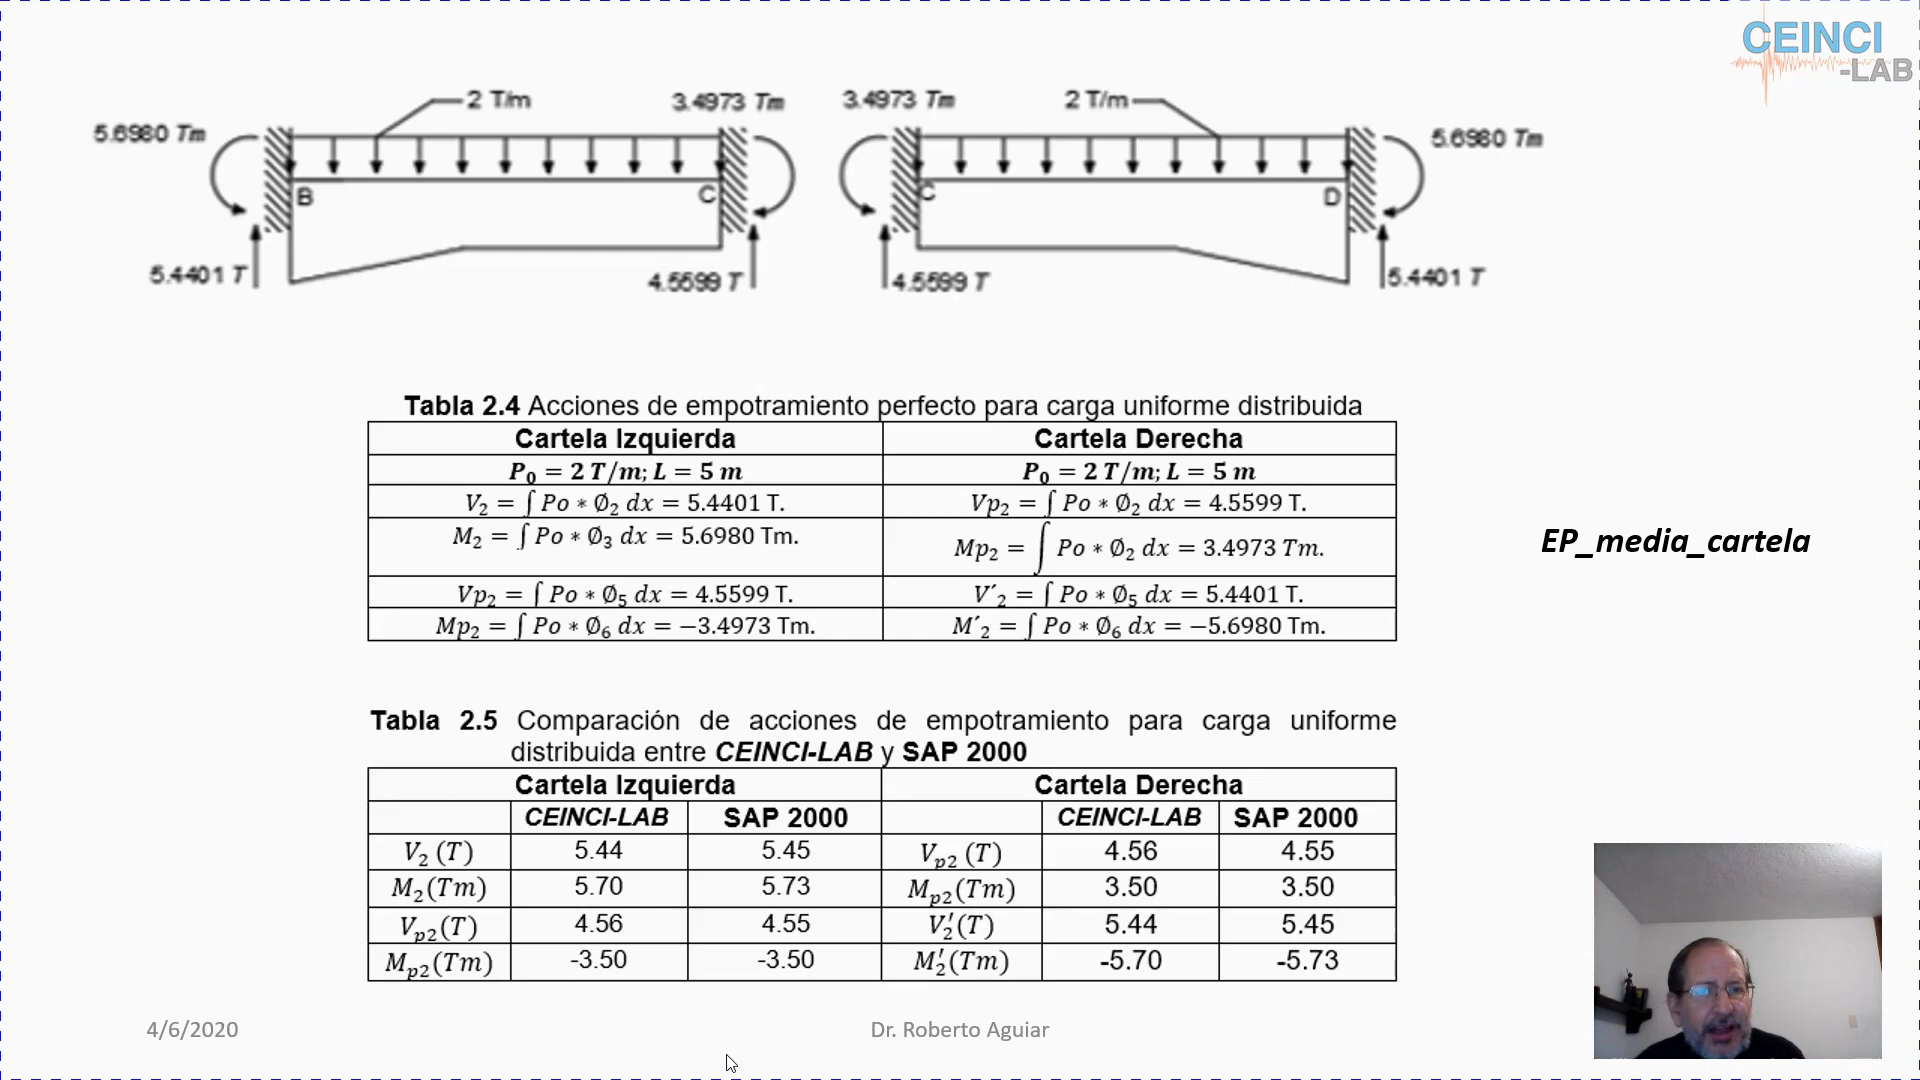 CEINCI
-LAB
2 T/m
3.4973 Tm
3.4973 Tm
2 T/m
5.6980 Tm
5.6980 Tm
B
C
C
D
5.4401 T
4.5599 T
4.5599 T
5.4401 T
Tabla 2.4 Acciones de empotramiento perfecto para carga uniforme distribuida
Cartela Izquierda Cartela Derecha
P₀ = 2 T/m; L = 5 m P₀ = 2 T/m; L = 5 m
V₂ = ∫ Po * Ø₂ dx = 5.4401 T. Vp₂ = ∫ Po * Ø₂ dx = 4.5599 T.
M₂ = ∫ Po * Ø₃ dx = 5.6980 Tm. Mp₂ = ∫ Po * Ø₂ dx = 3.4973 Tm.
Vp₂ = ∫ Po * Ø₅ dx = 4.5599 T. V´₂ = ∫ Po * Ø₅ dx = 5.4401 T.
Mp₂ = ∫ Po * Ø₆ dx = −3.4973 Tm. M´₂ = ∫ Po * Ø₆ dx = −5.6980 Tm.
EP_media_cartela
Tabla 2.5 Comparación de acciones de empotramiento para carga uniforme
distribuida entre CEINCI-LAB y SAP 2000
Cartela Izquierda Cartela Derecha
CEINCI-LAB SAP 2000 CEINCI-LAB SAP 2000
V₂ (T) 5.44 5.45 Vp2 (T) 4.56 4.55
M₂(Tm) 5.70 5.73 Mp2(Tm) 3.50 3.50
Vp2(T) 4.56 4.55 V₂′(T) 5.44 5.45
Mp2(Tm) -3.50 -3.50 M₂′(Tm) -5.70 -5.73
4/6/2020
Dr. Roberto Aguiar